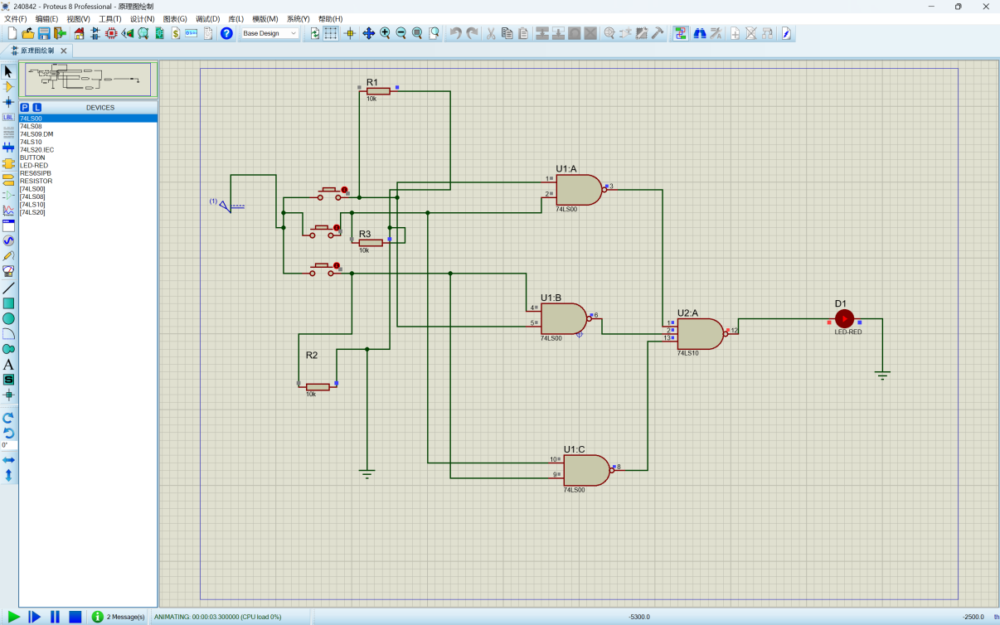 240842 - Proteus 8 Professional - 原理图绘制
文件(F) 编辑(E) 视图(V) 工具(T) 设计(N) 图表(G) 调试(D) 库(L) 模版(M) 系统(Y) 帮助(H)
Base Design
原理图绘制
P L DEVICES
74LS00
74LS08
74LS09.DM
74LS10
74LS20.IEC
BUTTON
LED-RED
RES6SIPB
RESISTOR
[74LS00]
[74LS08]
[74LS10]
[74LS20]
LBL
A
S
0°
R1
10k
(1)
R3
10k
R2
10k
U1:A
1
2
3
74LS00
U1:B
4
5
6
74LS00
U1:C
10
9
8
74LS00
U2:A
1
2
13
12
74LS10
D1
LED-RED
2 Message(s)
ANIMATING: 00:00:03.300000 (CPU load 0%)
-5300.0
-2500.0
th